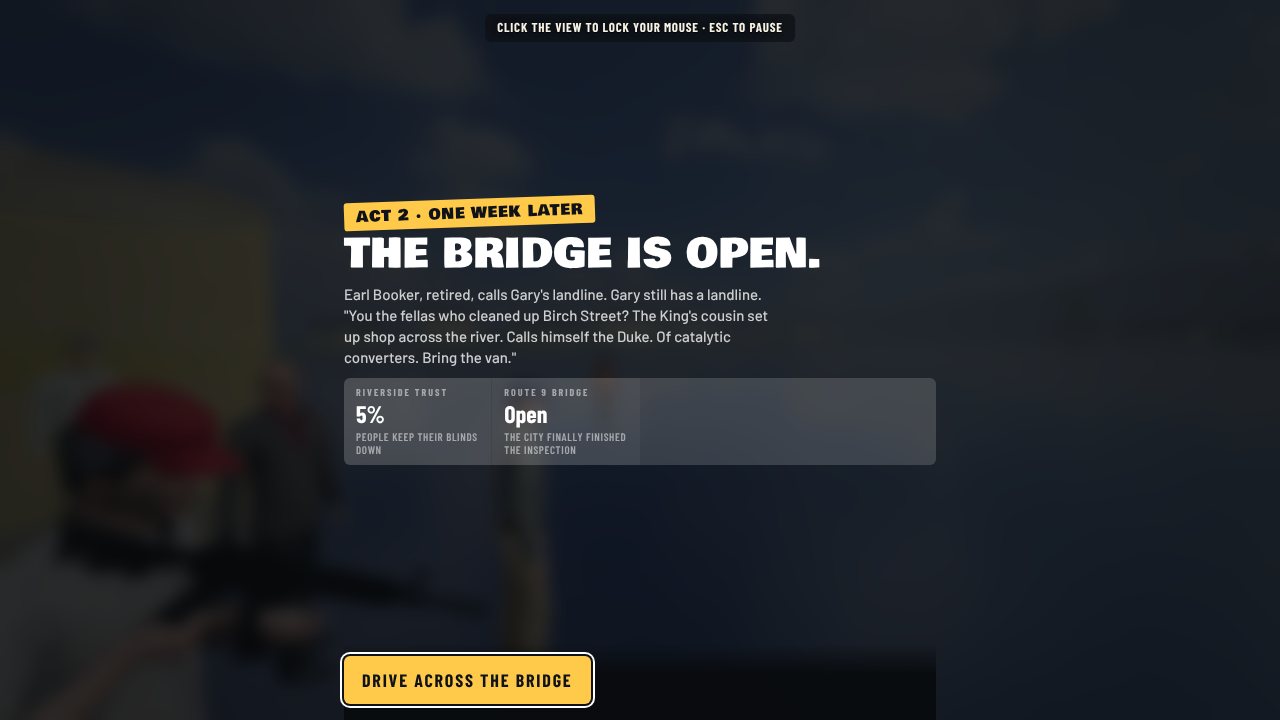 CLICK THE VIEW TO LOCK YOUR MOUSE · ESC TO PAUSE
ACT 2 · ONE WEEK LATER
THE BRIDGE IS OPEN.
Earl Booker, retired, calls Gary's landline. Gary still has a landline.
"You the fellas who cleaned up Birch Street? The King's cousin set
up shop across the river. Calls himself the Duke. Of catalytic
converters. Bring the van."
RIVERSIDE TRUST
5%
PEOPLE KEEP THEIR BLINDS
DOWN
ROUTE 9 BRIDGE
Open
THE CITY FINALLY FINISHED
THE INSPECTION
DRIVE ACROSS THE BRIDGE